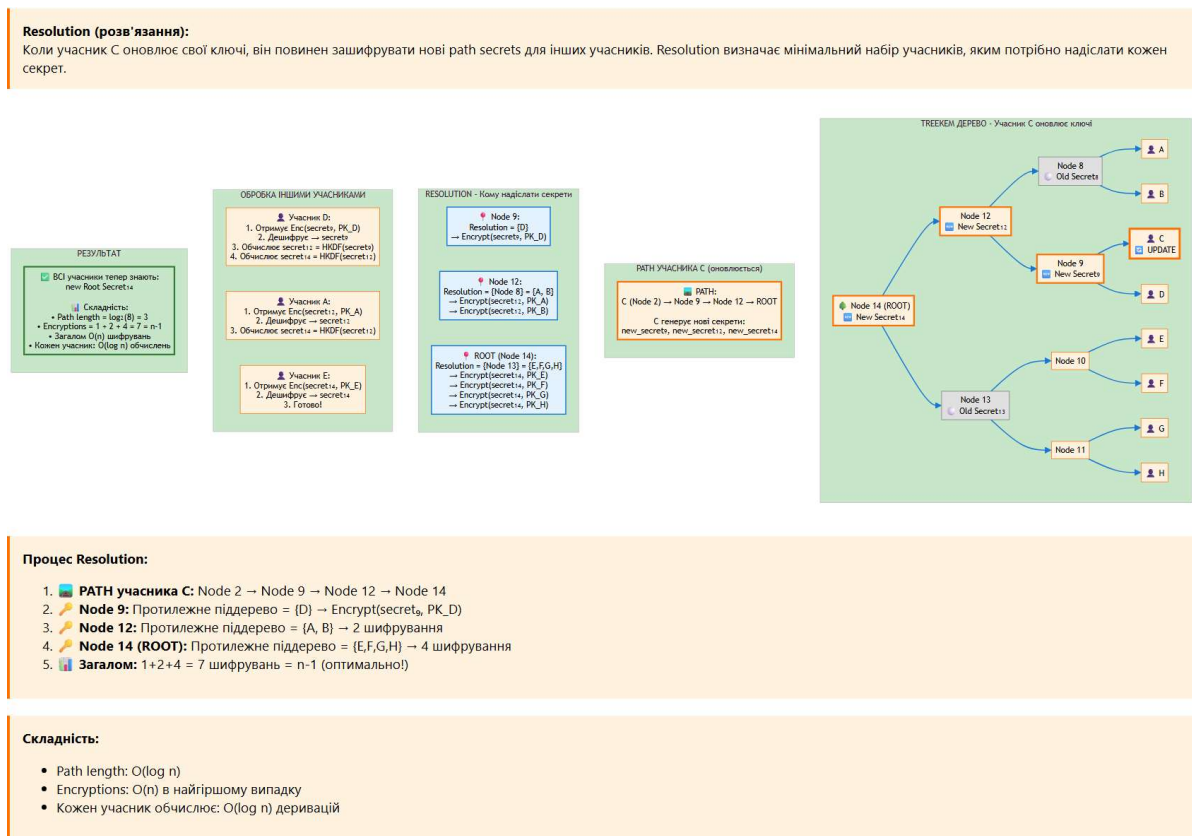 Resolution (розв'язання):
Коли учасник C оновлює свої ключі, він повинен зашифрувати нові path secrets для інших учасників. Resolution визначає мінімальний набір учасників, яким потрібно надіслати кожен
секрет.
РЕЗУЛЬТАТ
✅ ВСІ учасники тепер знають:
new Root Secret₁₄
📊 Складність:
• Path length = log₂(8) = 3
• Encryptions = 1 + 2 + 4 = 7 = n-1
• Загалом O(n) шифрувань
• Кожен учасник: O(log n) обчислень
ОБРОБКА ІНШИМИ УЧАСНИКАМИ
👤 Учасник D:
1. Отримує Enc(secret₉, PK_D)
2. Дешифрує → secret₉
3. Обчислює secret₁₂ = HKDF(secret₉)
4. Обчислює secret₁₄ = HKDF(secret₁₂)
👤 Учасник A:
1. Отримує Enc(secret₁₂, PK_A)
2. Дешифрує → secret₁₂
3. Обчислює secret₁₄ = HKDF(secret₁₂)
👤 Учасник E:
1. Отримує Enc(secret₁₄, PK_E)
2. Дешифрує → secret₁₄
3. Готово!
RESOLUTION - Кому надіслати секрети
📍 Node 9:
Resolution = {D}
→ Encrypt(secret₉, PK_D)
📍 Node 12:
Resolution = {Node 8} = {A, B}
→ Encrypt(secret₁₂, PK_A)
→ Encrypt(secret₁₂, PK_B)
📍 ROOT (Node 14):
Resolution = {Node 13} = {E,F,G,H}
→ Encrypt(secret₁₄, PK_E)
→ Encrypt(secret₁₄, PK_F)
→ Encrypt(secret₁₄, PK_G)
→ Encrypt(secret₁₄, PK_H)
PATH УЧАСНИКА C (оновлюється)
PATH:
C (Node 2) → Node 9 → Node 12 → ROOT
C генерує нові секрети:
new_secret₉, new_secret₁₂, new_secret₁₄
TREEKEM ДЕРЕВО - Учасник C оновлює ключі
Node 14 (ROOT)
🆕 New Secret₁₄
Node 12
🆕 New Secret₁₂
Node 13
Old Secret₁₃
Node 8
Old Secret₈
Node 9
🆕 New Secret₉
Node 10
Node 11
👤 A
👤 B
👤 C
🔄 UPDATE
👤 D
👤 E
👤 F
👤 G
👤 H
Процес Resolution:
1. PATH учасника C: Node 2 → Node 9 → Node 12 → Node 14
2. 🔑 Node 9: Протилежне піддерево = {D} → Encrypt(secret₉, PK_D)
3. 🔑 Node 12: Протилежне піддерево = {A, B} → 2 шифрування
4. 🔑 Node 14 (ROOT): Протилежне піддерево = {E,F,G,H} → 4 шифрування
5. 📊 Загалом: 1+2+4 = 7 шифрувань = n-1 (оптимально!)
Складність:
• Path length: O(log n)
• Encryptions: O(n) в найгіршому випадку
• Кожен учасник обчислює: O(log n) деривацій